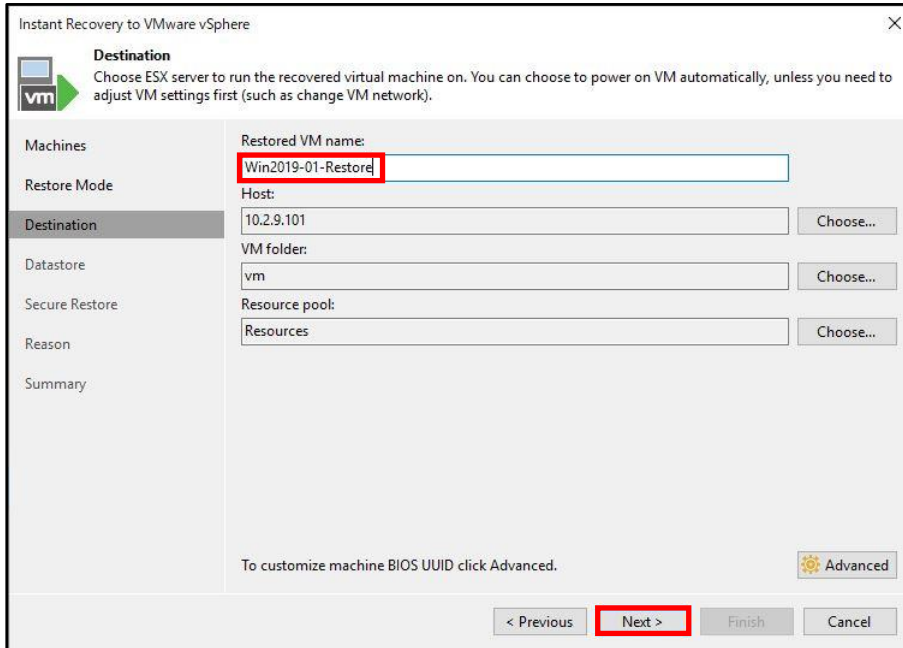 Instant Recovery to VMware vSphere
Destination
Choose ESX server to run the recovered virtual machine on. You can choose to power on VM automatically, unless you need to
adjust VM settings first (such as change VM network).
vm
Machines
Restore Mode
Destination
Datastore
Secure Restore
Reason
Summary
Restored VM name:
Win2019-01-Restore
Host:
10.2.9.101
Choose...
VM folder:
vm
Choose...
Resource pool:
Resources
Choose...
To customize machine BIOS UUID click Advanced.
Advanced
< Previous
Next >
Finish
Cancel